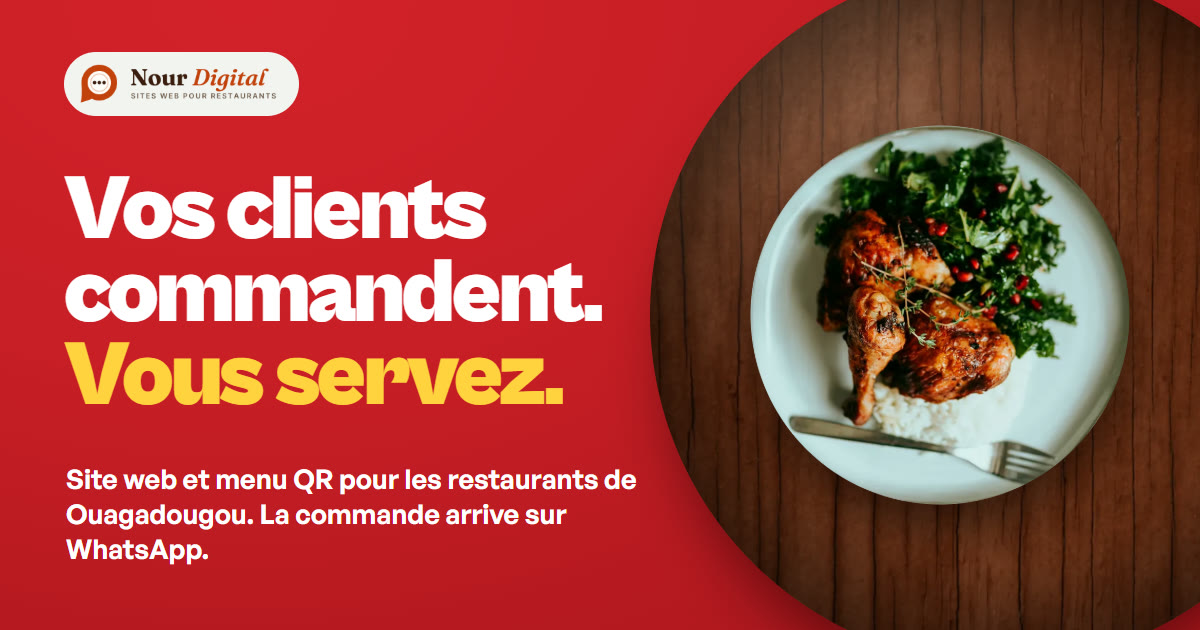 Nour Digital
SITES WEB POUR RESTAURANTS
Vos clients
commandent.
Vous servez.
Site web et menu QR pour les restaurants de
Ouagadougou. La commande arrive sur
WhatsApp.